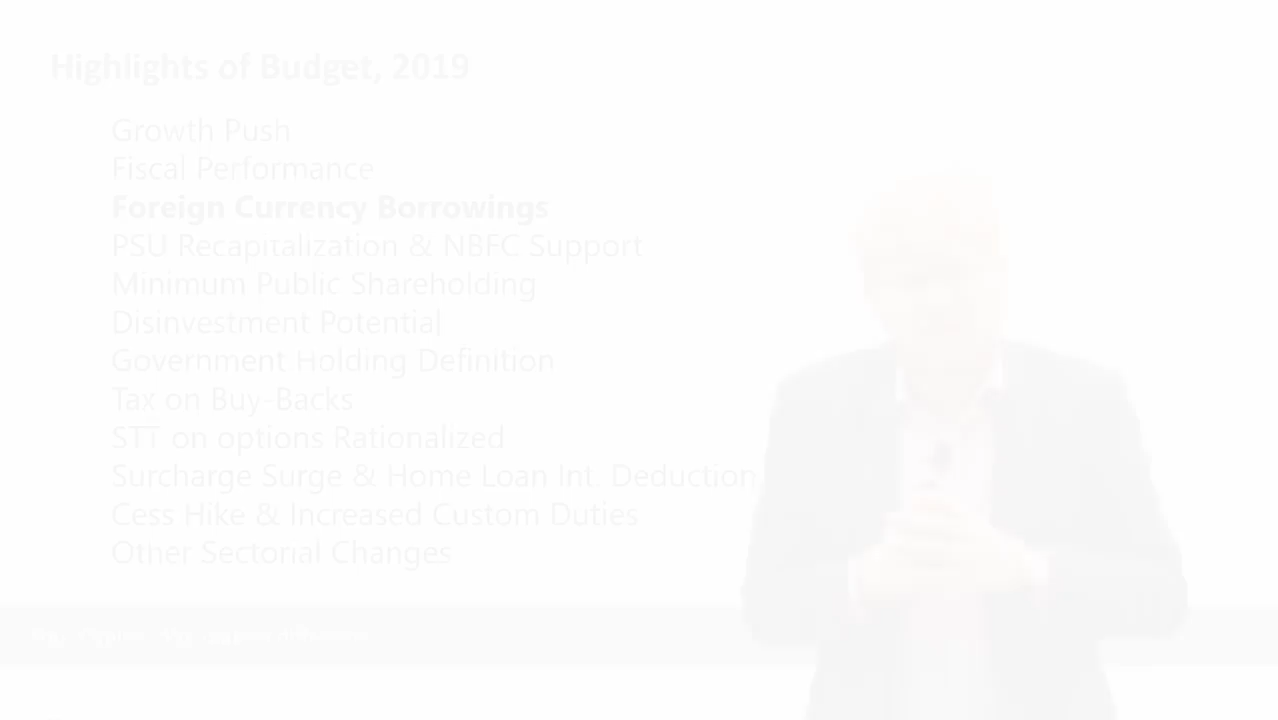 Highlights of Budget, 2019
Growth Push
Fiscal Performance
Foreign Currency Borrowings
PSU Recapitalization & NBFC Support
Minimum Public Shareholding
Disinvestment Potential
Government Holding Definition
Tax on Buy-Backs
STT on options Rationalized
Surcharge Surge & Home Loan Int. Deduction
Cess Hike & Increased Custom Duties
Other Sectorial Changes